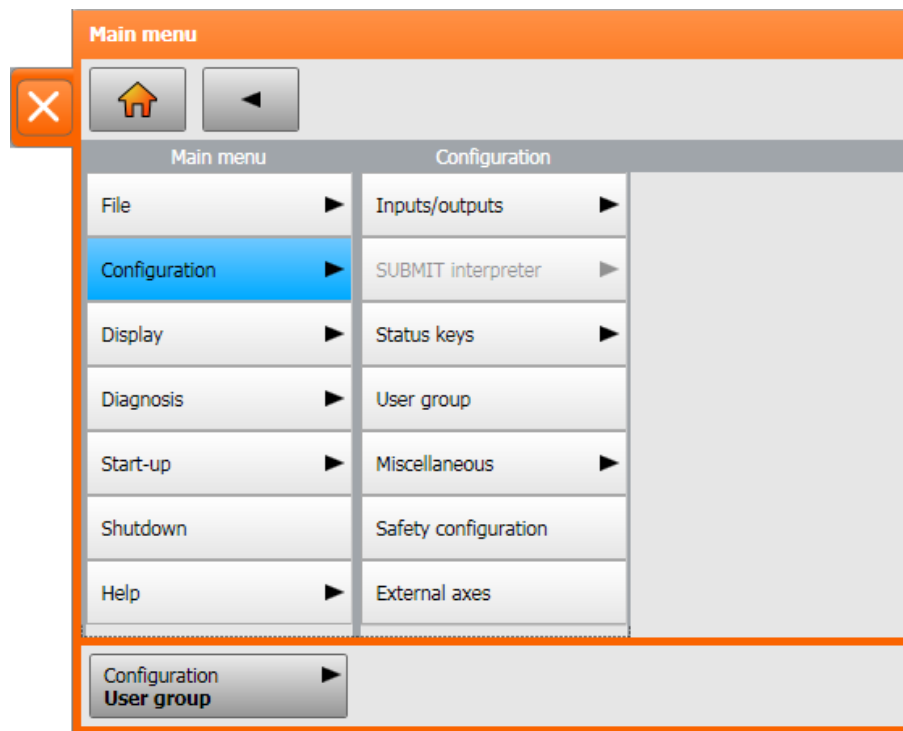 Main menu
Main menu
Configuration
File
Configuration
Display
Diagnosis
Start-up
Shutdown
Help
Inputs/outputs
SUBMIT interpreter
Status keys
User group
Miscellaneous
Safety configuration
External axes
Configuration
User group